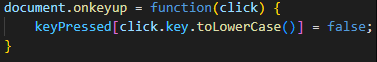 document.onkeyup = function(click) {
    keyPressed[click.key.toLowerCase()] = false;
}